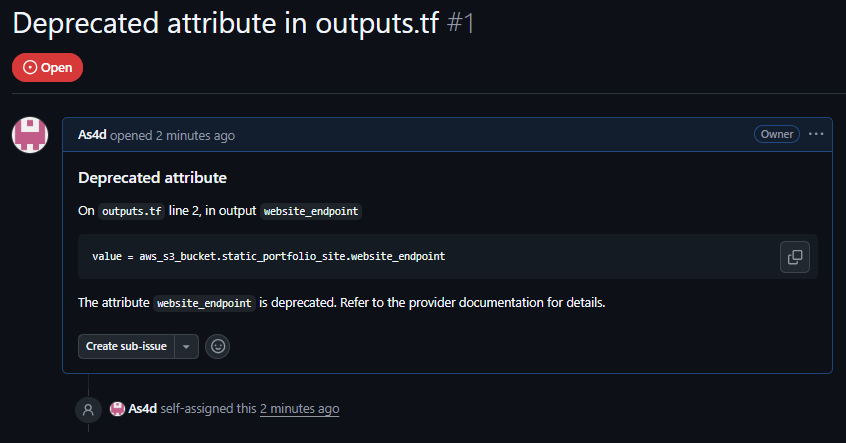 Deprecated attribute in outputs.tf #1
Open
As4d opened 2 minutes ago Owner
Deprecated attribute
On outputs.tf line 2, in output website_endpoint
value = aws_s3_bucket.static_portfolio_site.website_endpoint
The attribute website_endpoint is deprecated. Refer to the provider documentation for details.
Create sub-issue
As4d self-assigned this 2 minutes ago